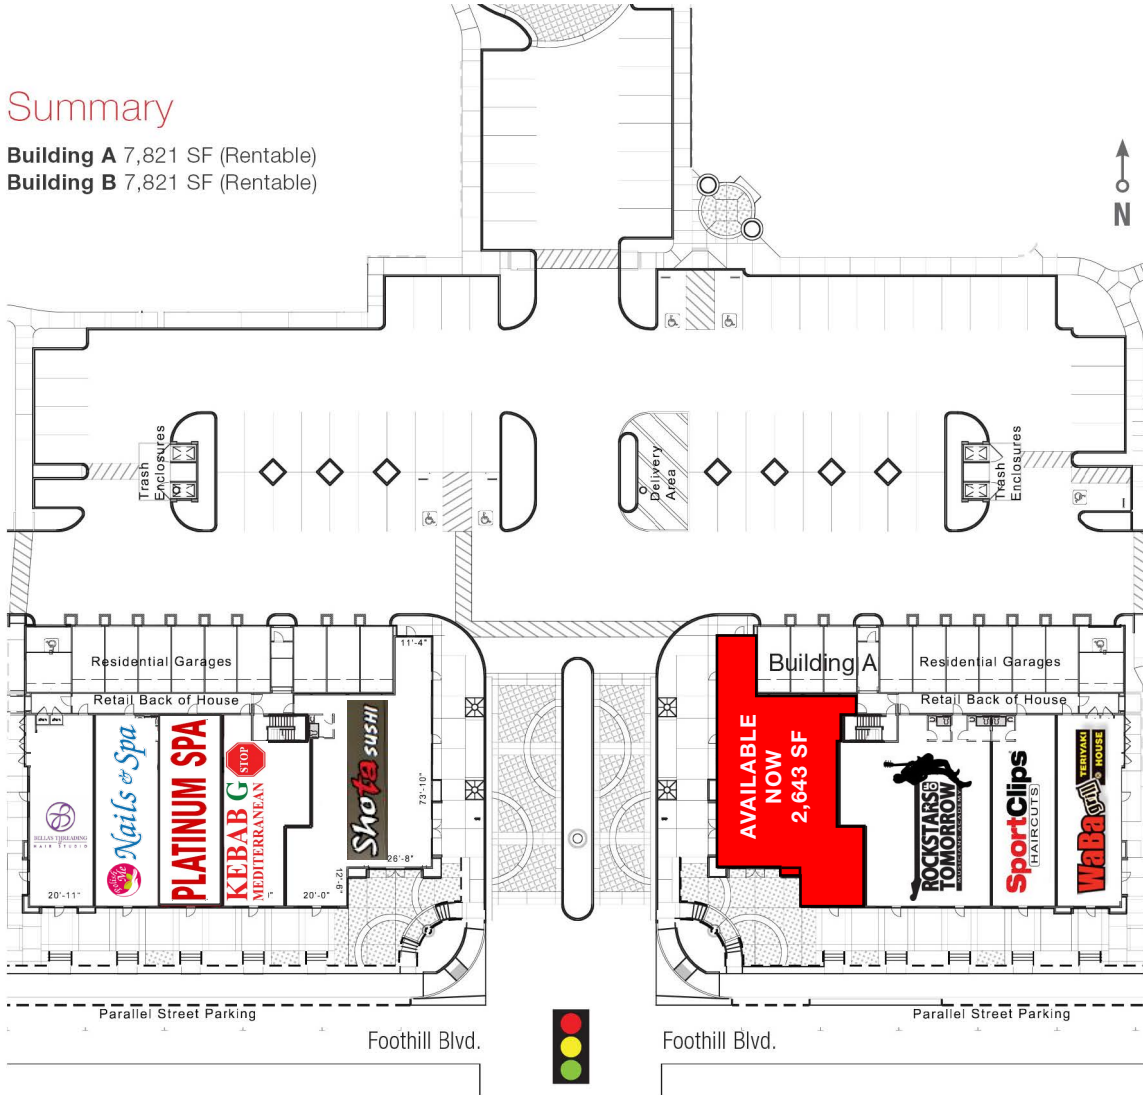 Summary
Building A 7,821 SF (Rentable)
Building B 7,821 SF (Rentable)
N
Trash
Enclosures
Delivery
Area
Trash
Enclosures
Residential Garages
11'-4"
Building A
Residential Garages
Retail Back of House
Retail Back of House
BELLAS THREADING
HAIR STUDIO
20'-11"
Nails & Spa
PLATINUM SPA
KEBAB G
STOP
MEDITERRANEAN
20'-0"
Shota SUSHI
73'-10"
26'-8"
12'-6"
AVAILABLE
NOW
2,643 SF
ROCKSTARS OF
TOMORROW
SportClips
HAIRCUTS
WaBa grill
TERIYAKI
HOUSE
Parallel Street Parking
Parallel Street Parking
Foothill Blvd.
Foothill Blvd.